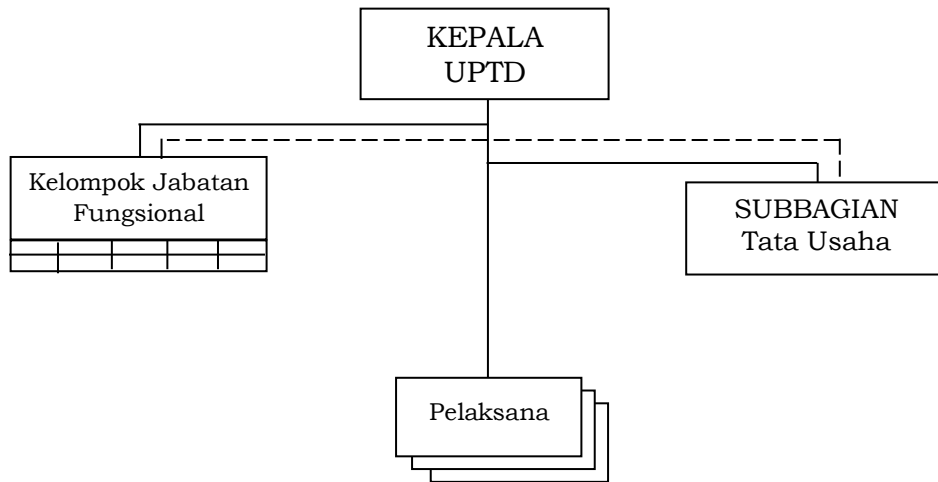 KEPALA
UPTD
Kelompok Jabatan
Fungsional
SUBBAGIAN
Tata Usaha
Pelaksana